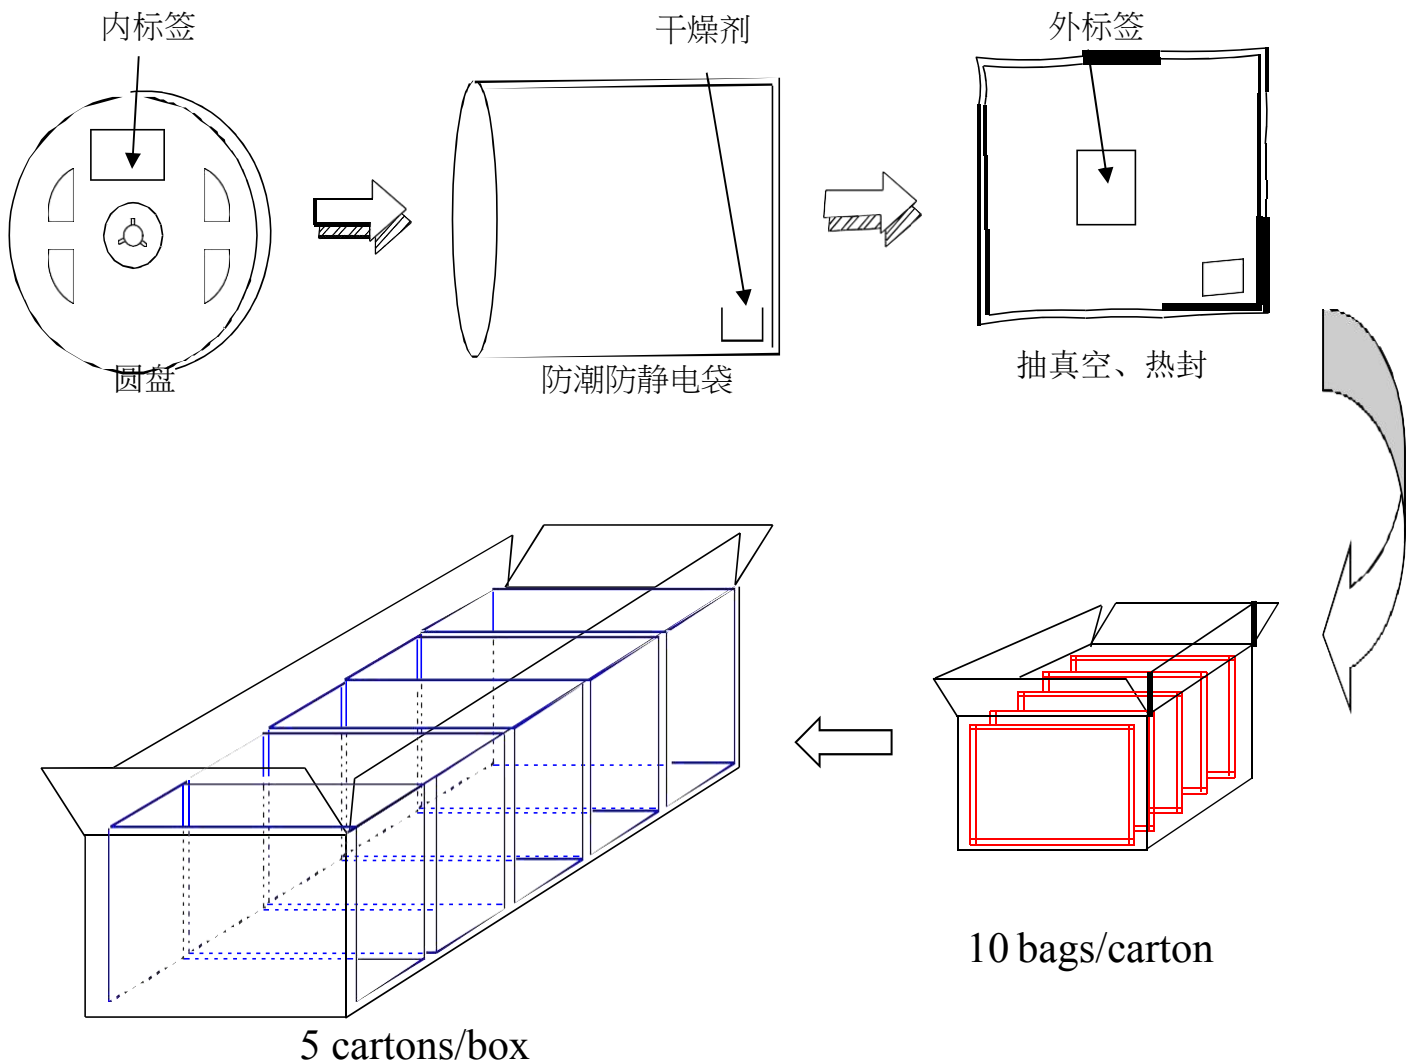 内标签
干燥剂
外标签
圆盘
防潮防静电袋
抽真空、热封
10 bags/carton
5 cartons/box